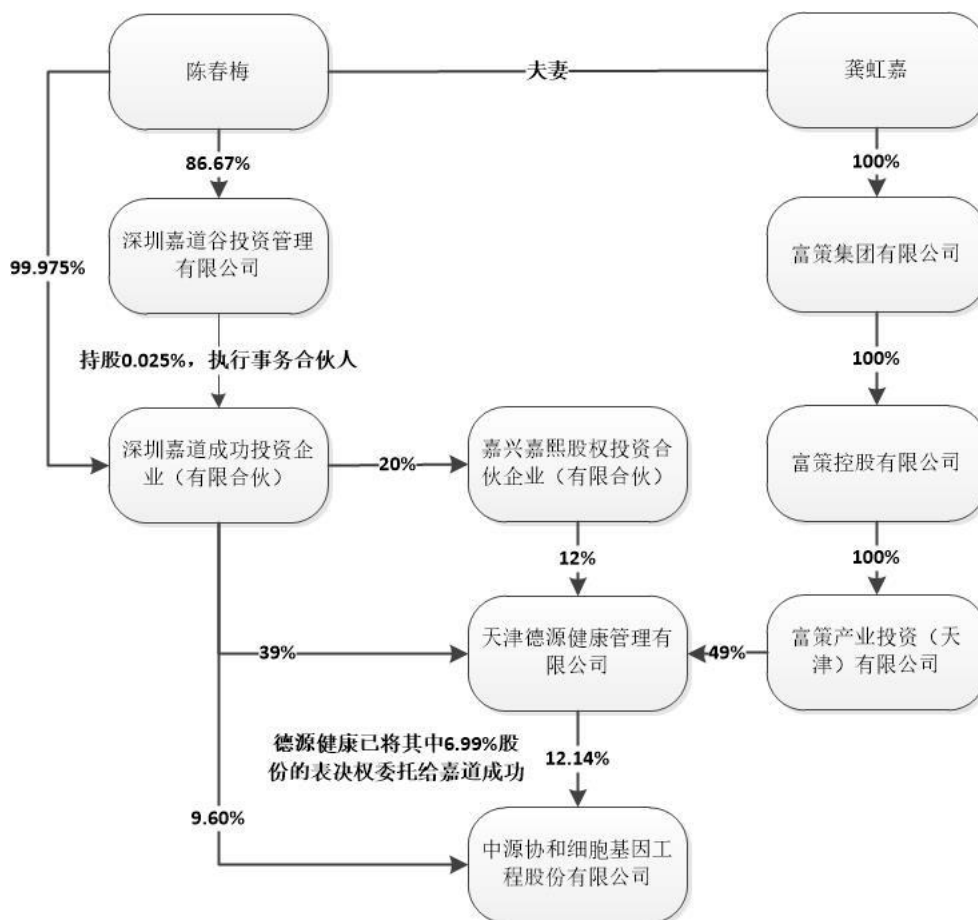 陈春梅
夫妻
龚虹嘉
86.67%
100%
深圳嘉道谷投资管理
有限公司
富策集团有限公司
99.975%
持股0.025%，执行事务合伙人
100%
深圳嘉道成功投资企
业（有限合伙）
20%
嘉兴嘉熙股权投资合
伙企业（有限合伙）
富策控股有限公司
12%
100%
39%
天津德源健康管理有
限公司
49%
富策产业投资（天
津）有限公司
德源健康已将其中6.99%股
份的表决权委托给嘉道成功
12.14%
9.60%
中源协和细胞基因工
程股份有限公司